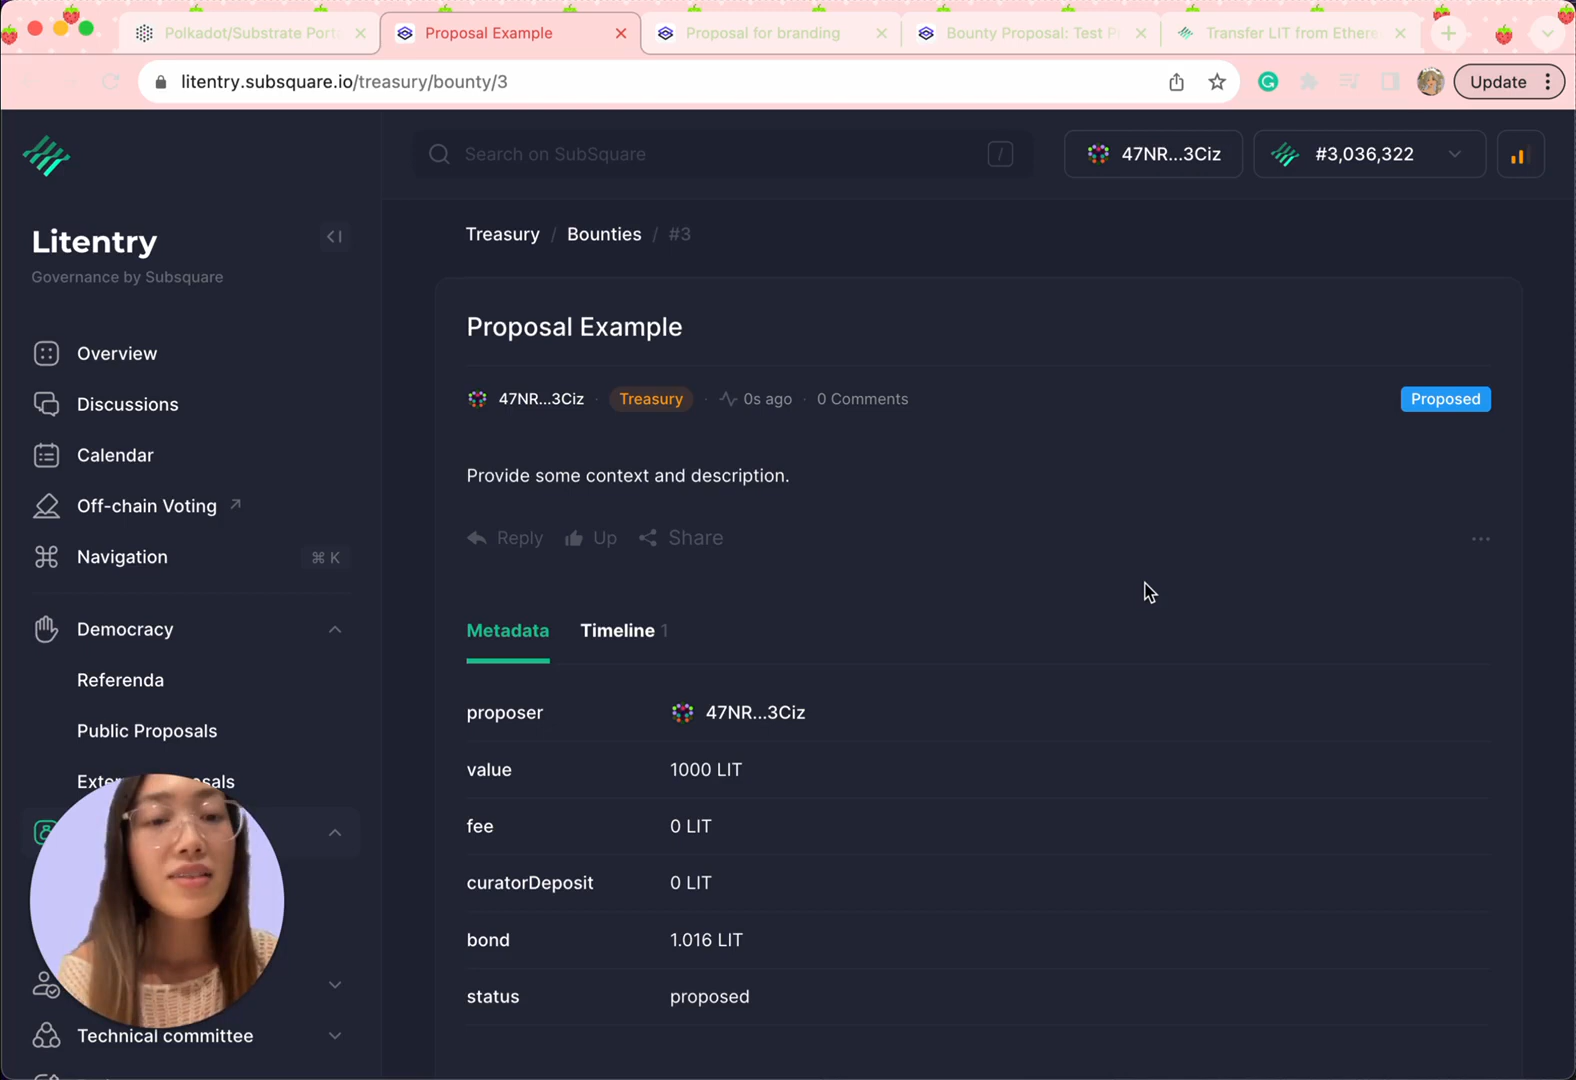 Polkadot/Substrate Port
Proposal Example
Proposal for branding
Bounty Proposal: Test P
Transfer LIT from Ethere
litentry.subsquare.io/treasury/bounty/3
Update
Search on SubSquare
/
47NR...3Ciz
#3,036,322
Litentry
Governance by Subsquare
Treasury / Bounties / #3
Overview
Discussions
Calendar
Off-chain Voting
Navigation
⌘ K
Democracy
Referenda
Public Proposals
Technical committee
Proposal Example
47NR...3Ciz · Treasury · 0s ago · 0 Comments
Proposed
Provide some context and description.
Reply
Up
Share
Metadata
Timeline 1
proposer 47NR...3Ciz
value 1000 LIT
fee 0 LIT
curatorDeposit 0 LIT
bond 1.016 LIT
status proposed